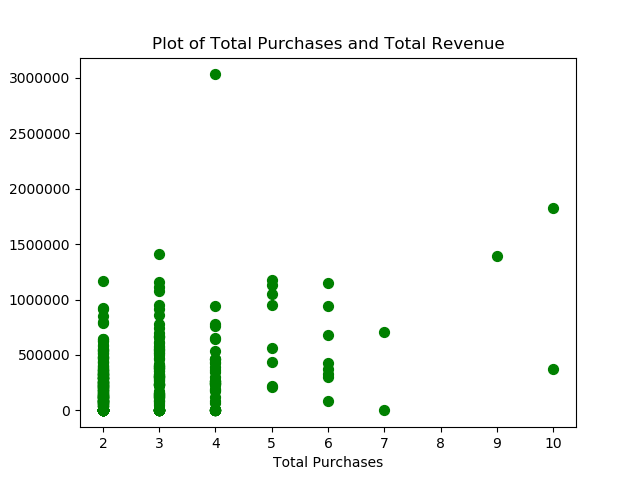 Plot of Total Purchases and Total Revenue
3000000
2500000
2000000
1500000
1000000
500000
0
2 3 4 5 6 7 8 9 10
Total Purchases